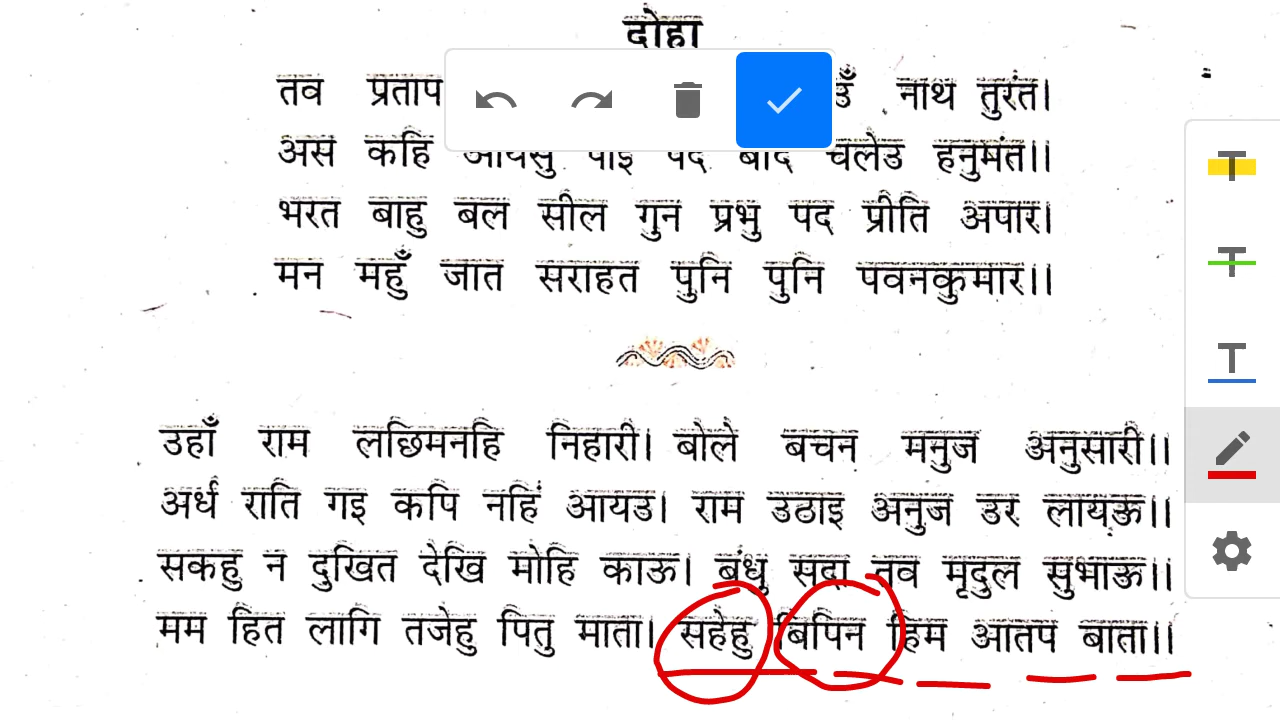 दोहा
तव प्रताप नाथ तुरंत।
अस कहि आयसु पाइ पद बंदि चलेउ हनुमंत।।
भरत बाहु बल सील गुन प्रभु पद प्रीति अपार।
मन महुँ जात सराहत पुनि पुनि पवनकुमार।।
उहाँ राम लछिमनहि निहारी। बोले बचन मनुज अनुसारी।।
अर्ध राति गइ कपि नहिं आयउ। राम उठाइ अनुज उर लायऊ।।
सकहु न दुखित देखि मोहि काऊ। बंधु सदा तव मृदुल सुभाऊ।।
मम हित लागि तजेहु पितु माता। सहेहु बिपिन हिम आतप बाता।।